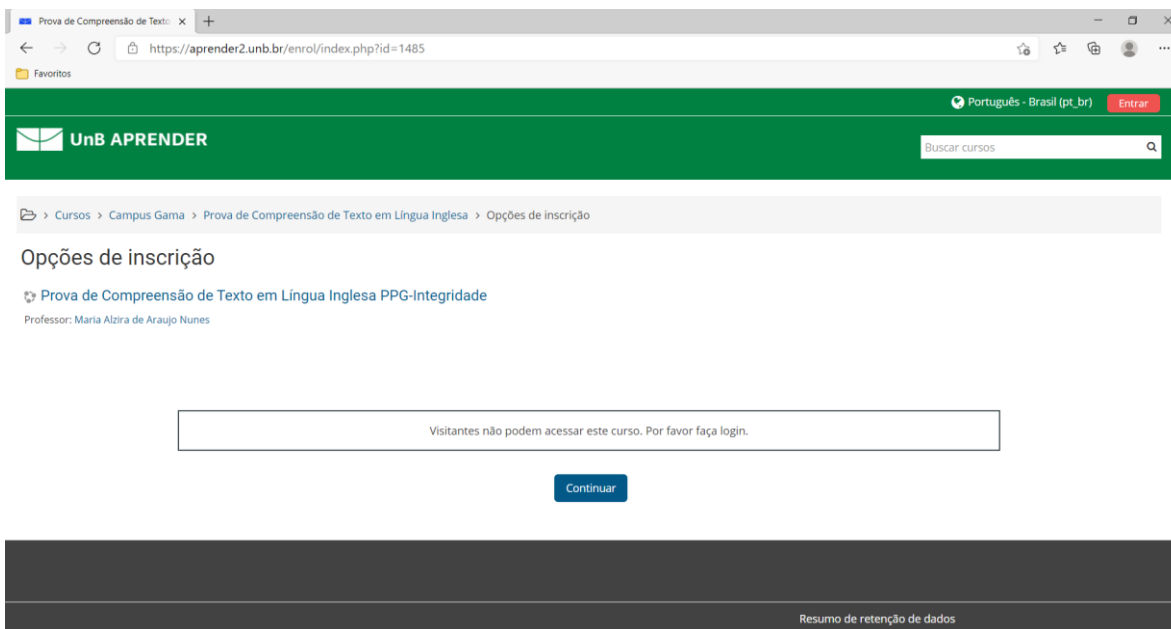 Prova de Compreensão de Texto
https://aprender2.unb.br/enrol/index.php?id=1485
Favoritos
Português - Brasil (pt_br) Entrar
UnB APRENDER
Buscar cursos
> Cursos > Campus Gama > Prova de Compreensão de Texto em Língua Inglesa > Opções de inscrição
Opções de inscrição
Prova de Compreensão de Texto em Língua Inglesa PPG-Integridade
Professor: Maria Alzira de Araujo Nunes
Visitantes não podem acessar este curso. Por favor faça login.
Continuar
Resumo de retenção de dados